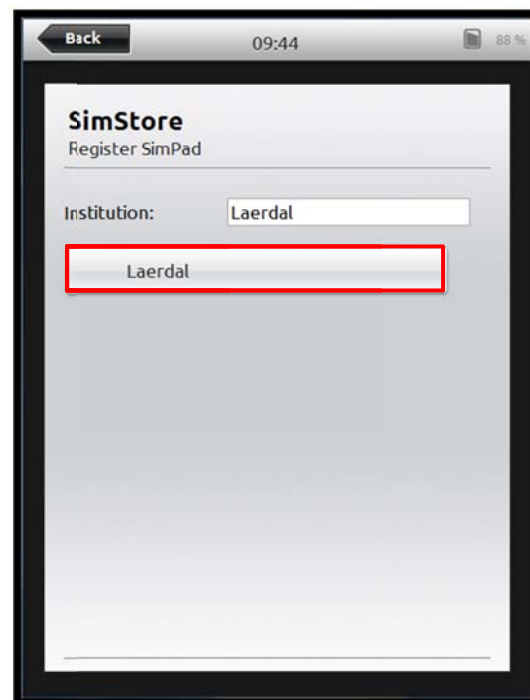 Back
09:44
88 %
SimStore
Register SimPad
Institution:
Laerdal
Laerdal